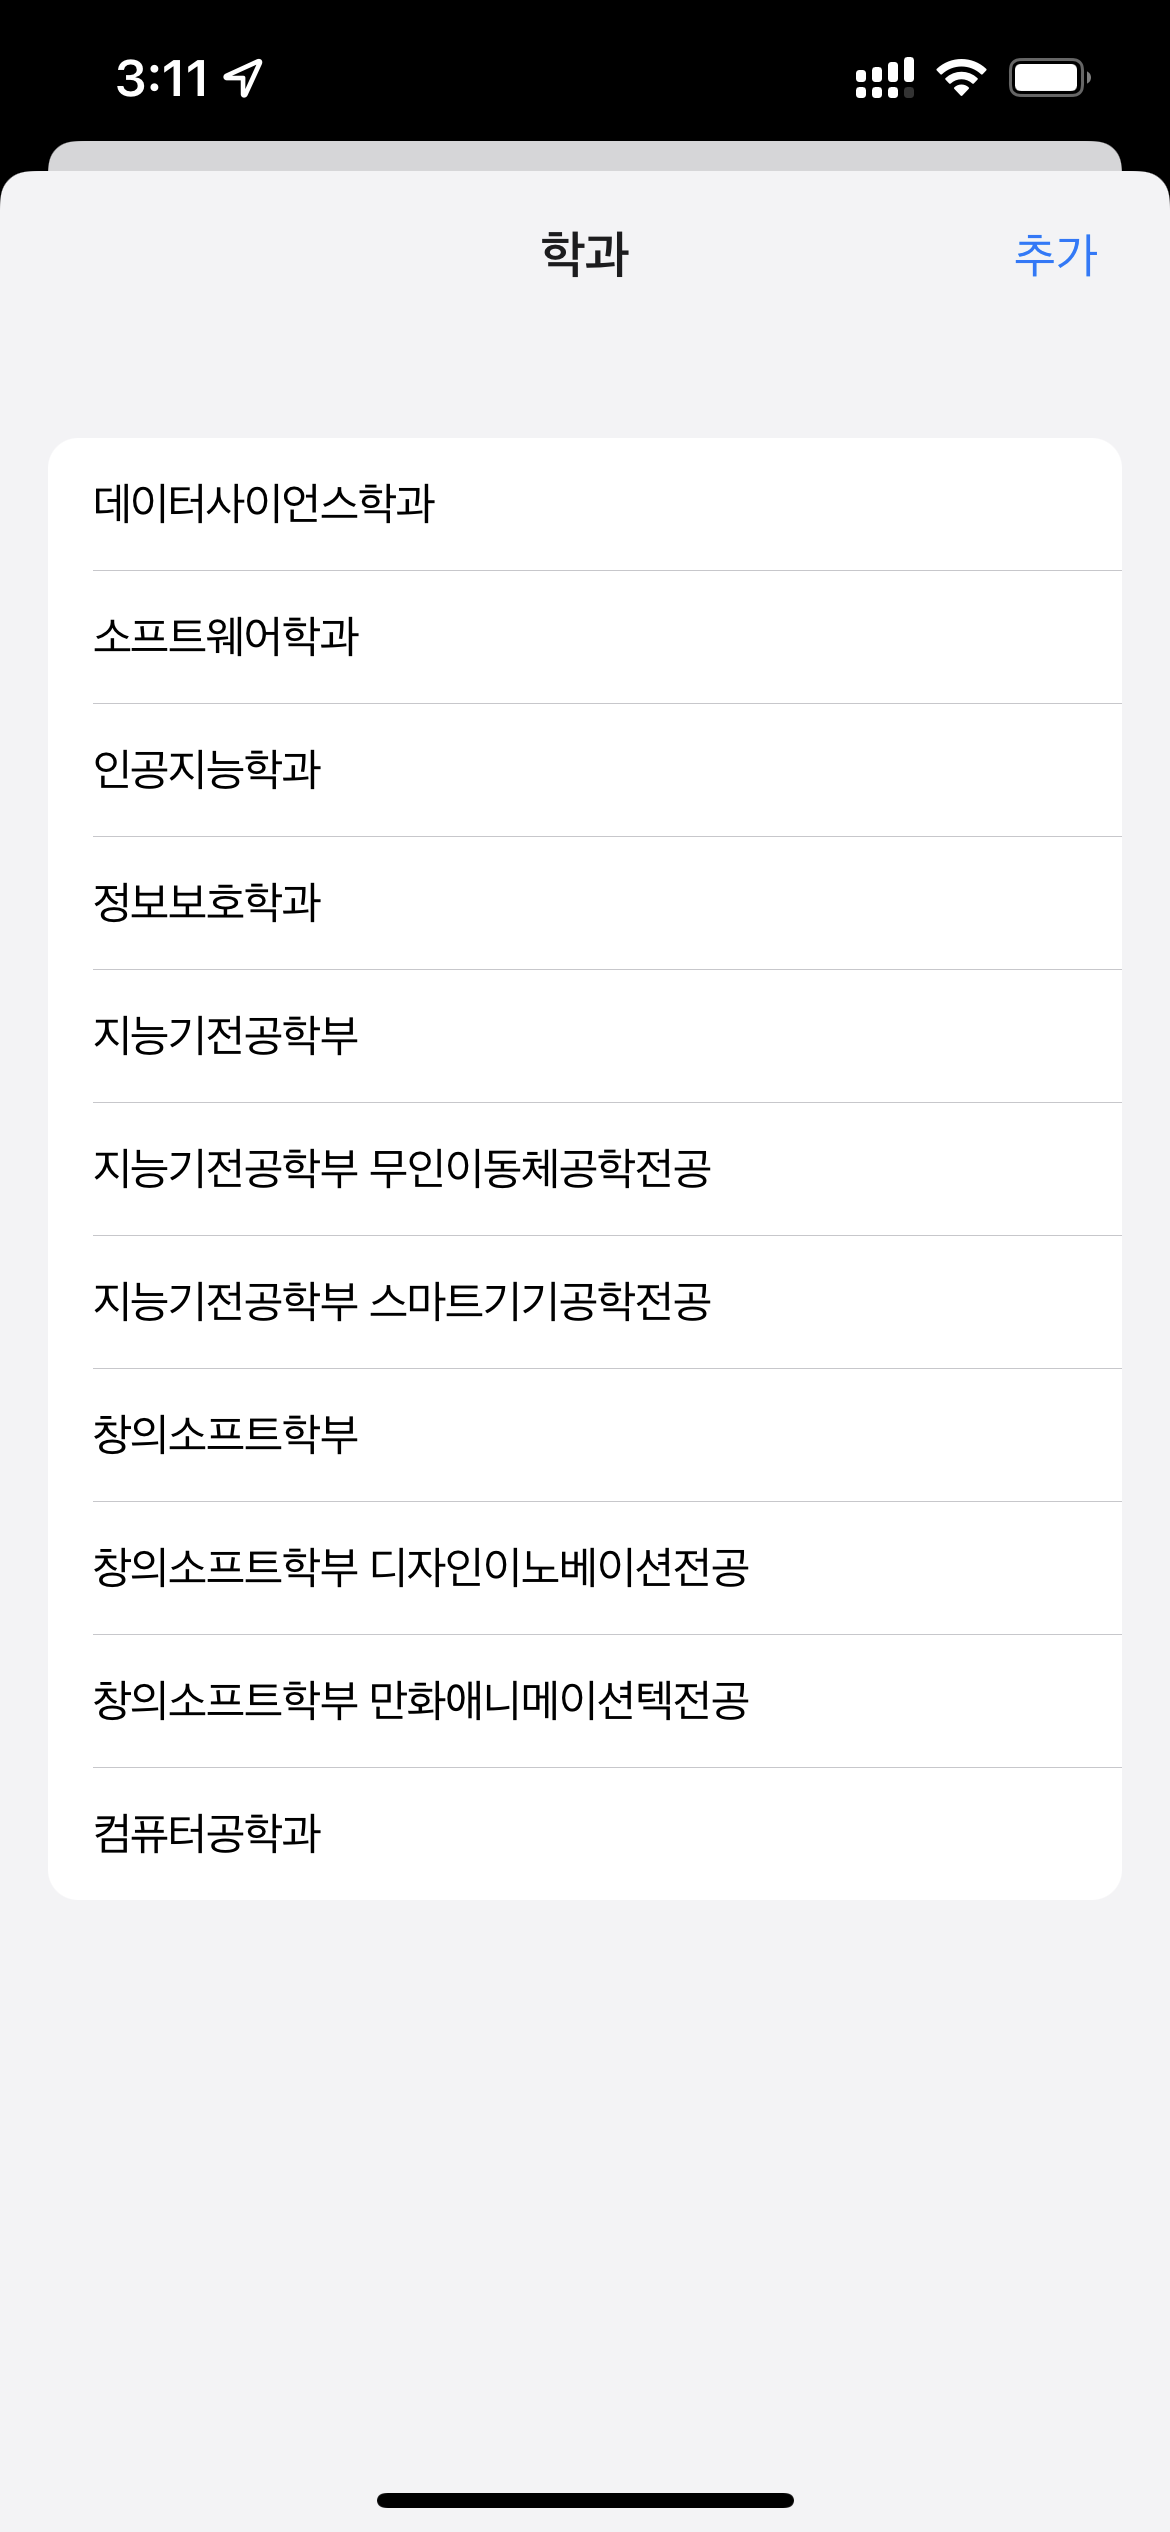 3:11
학과
추가
데이터사이언스학과
소프트웨어학과
인공지능학과
정보보호학과
지능기전공학부
지능기전공학부 무인이동체공학전공
지능기전공학부 스마트기기공학전공
창의소프트학부
창의소프트학부 디자인이노베이션전공
창의소프트학부 만화애니메이션텍전공
컴퓨터공학과